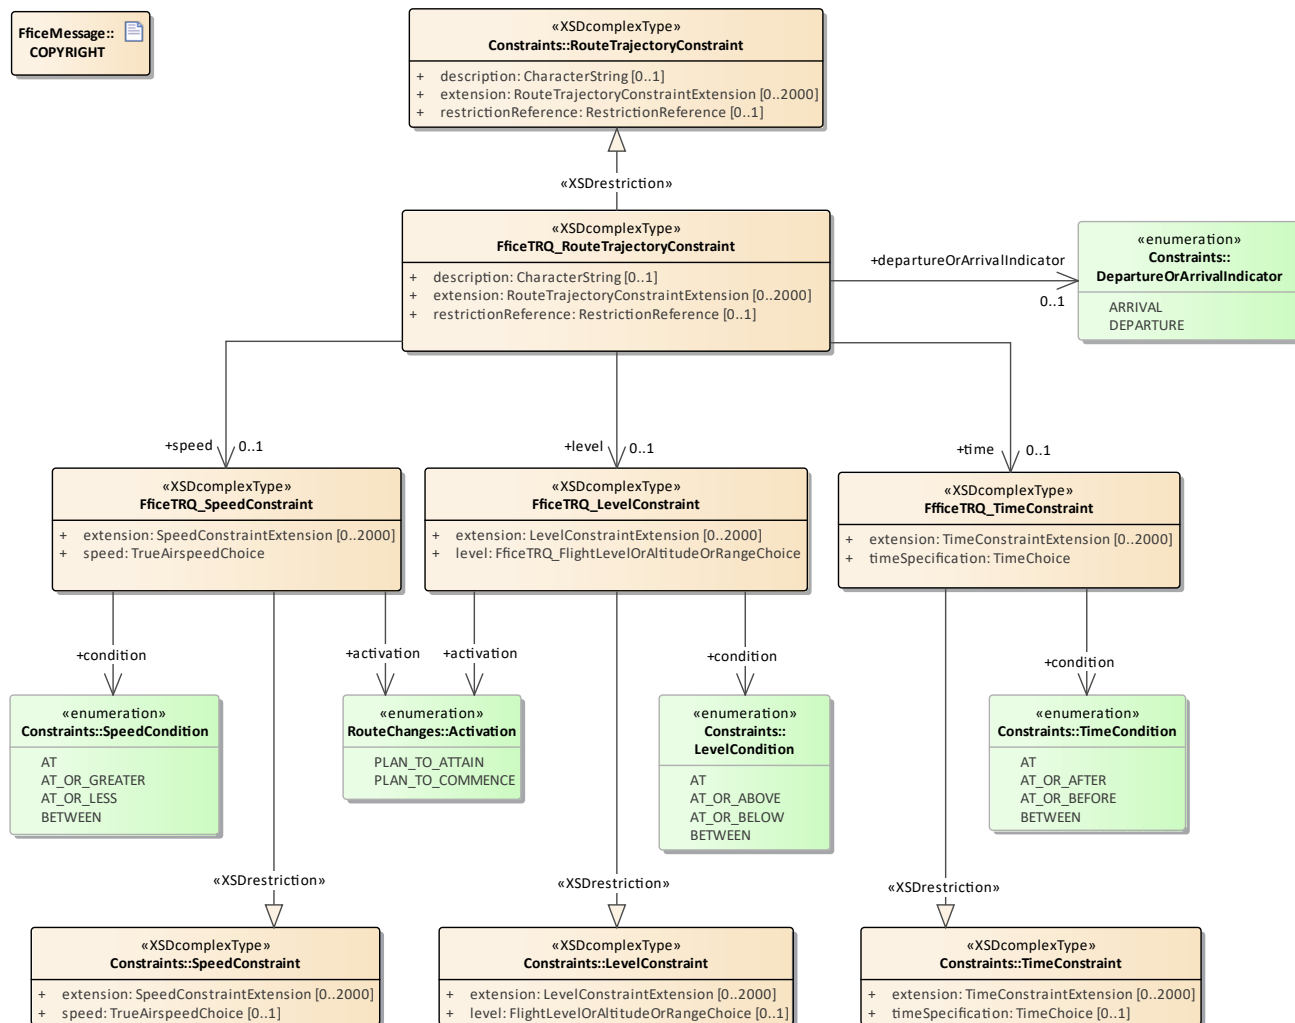 FficeMessage::
COPYRIGHT
«XSDcomplexType»
Constraints::RouteTrajectoryConstraint
+ description: CharacterString [0..1]
+ extension: RouteTrajectoryConstraintExtension [0..2000]
+ restrictionReference: RestrictionReference [0..1]
«XSDrestriction»
«XSDcomplexType»
FficeTRQ_RouteTrajectoryConstraint
+ description: CharacterString [0..1]
+ extension: RouteTrajectoryConstraintExtension [0..2000]
+ restrictionReference: RestrictionReference [0..1]
+departureOrArrivalIndicator
0..1
«enumeration»
Constraints::
DepartureOrArrivalIndicator
ARRIVAL
DEPARTURE
+speed 0..1
+level 0..1
+time 0..1
«XSDcomplexType»
FficeTRQ_SpeedConstraint
+ extension: SpeedConstraintExtension [0..2000]
+ speed: TrueAirspeedChoice
«XSDcomplexType»
FficeTRQ_LevelConstraint
+ extension: LevelConstraintExtension [0..2000]
+ level: FficeTRQ_FlightLevelOrAltitudeOrRangeChoice
«XSDcomplexType»
FfficeTRQ_TimeConstraint
+ extension: TimeConstraintExtension [0..2000]
+ timeSpecification: TimeChoice
+condition
+activation
+activation
+condition
+condition
«enumeration»
Constraints::SpeedCondition
AT
AT_OR_GREATER
AT_OR_LESS
BETWEEN
«enumeration»
RouteChanges::Activation
PLAN_TO_ATTAIN
PLAN_TO_COMMENCE
«enumeration»
Constraints::
LevelCondition
AT
AT_OR_ABOVE
AT_OR_BELOW
BETWEEN
«enumeration»
Constraints::TimeCondition
AT
AT_OR_AFTER
AT_OR_BEFORE
BETWEEN
«XSDrestriction»
«XSDrestriction»
«XSDrestriction»
«XSDcomplexType»
Constraints::SpeedConstraint
+ extension: SpeedConstraintExtension [0..2000]
+ speed: TrueAirspeedChoice [0..1]
«XSDcomplexType»
Constraints::LevelConstraint
+ extension: LevelConstraintExtension [0..2000]
+ level: FlightLevelOrAltitudeOrRangeChoice [0..1]
«XSDcomplexType»
Constraints::TimeConstraint
+ extension: TimeConstraintExtension [0..2000]
+ timeSpecification: TimeChoice [0..1]